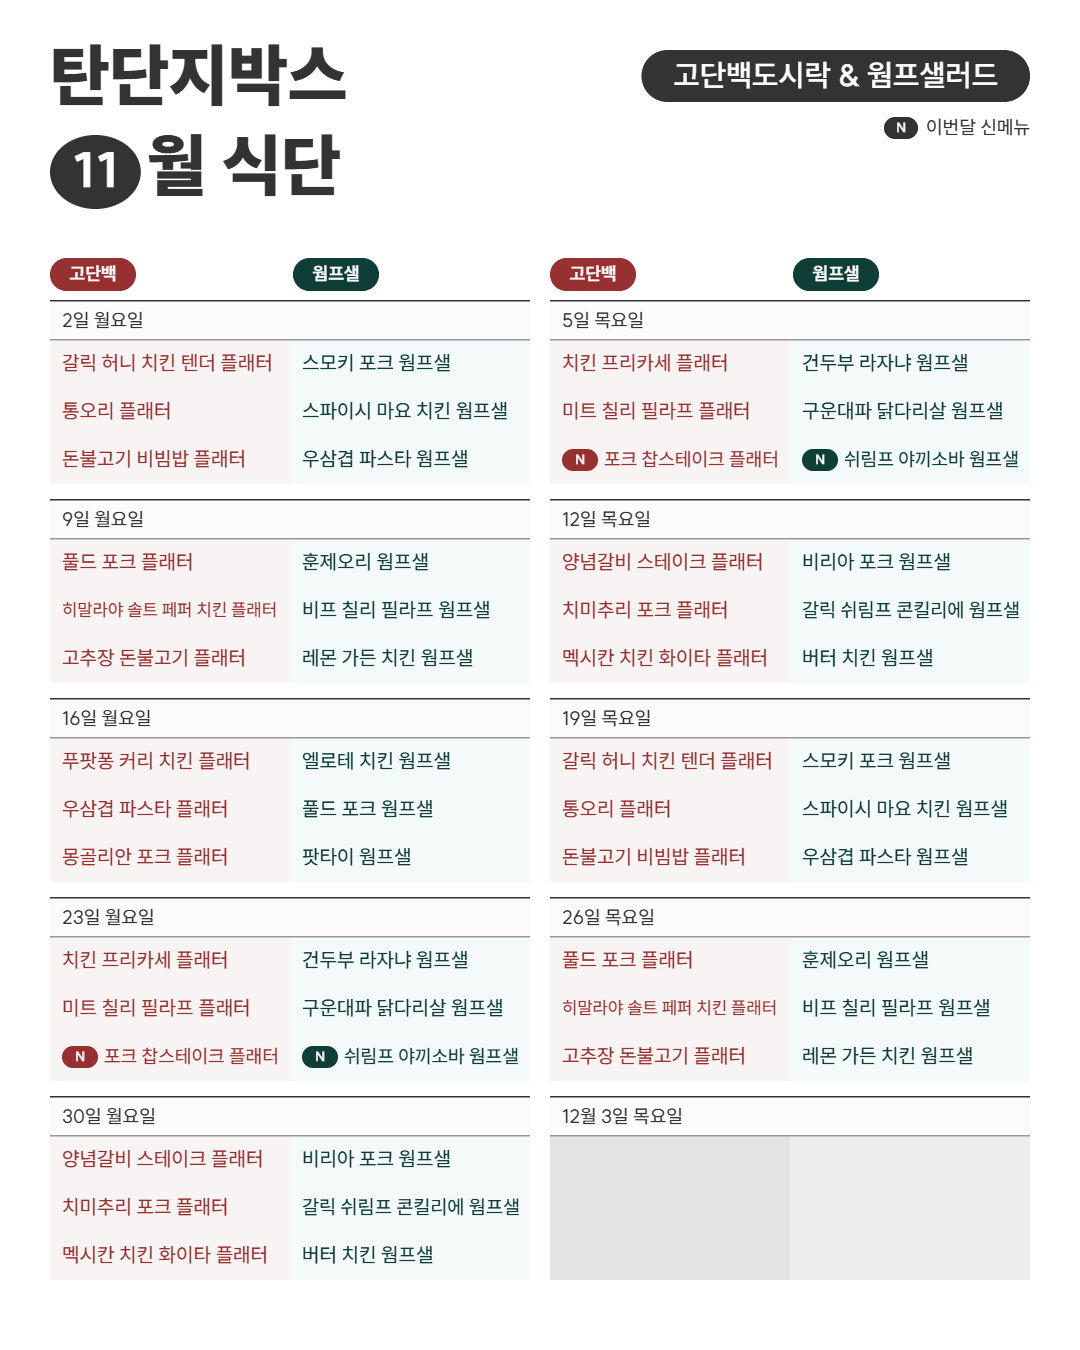 탄단지박스
11월 식단
고단백도시락 & 웜프샐러드
N 이번달 신메뉴
고단백 웜프샐
2일 월요일
갈릭 허니 치킨 텐더 플래터 스모키 포크 웜프샐
통오리 플래터 스파이시 마요 치킨 웜프샐
돈불고기 비빔밥 플래터 우삼겹 파스타 웜프샐
9일 월요일
풀드 포크 플래터 훈제오리 웜프샐
히말라야 솔트 페퍼 치킨 플래터 비프 칠리 필라프 웜프샐
고추장 돈불고기 플래터 레몬 가든 치킨 웜프샐
16일 월요일
푸팟퐁 커리 치킨 플래터 엘로테 치킨 웜프샐
우삼겹 파스타 플래터 풀드 포크 웜프샐
몽골리안 포크 플래터 팟타이 웜프샐
23일 월요일
치킨 프리카세 플래터 건두부 라자냐 웜프샐
미트 칠리 필라프 플래터 구운대파 닭다리살 웜프샐
N 포크 찹스테이크 플래터 N 쉬림프 야끼소바 웜프샐
30일 월요일
양념갈비 스테이크 플래터 비리아 포크 웜프샐
치미추리 포크 플래터 갈릭 쉬림프 콘킬리에 웜프샐
멕시칸 치킨 화이타 플래터 버터 치킨 웜프샐
고단백 웜프샐
5일 목요일
치킨 프리카세 플래터 건두부 라자냐 웜프샐
미트 칠리 필라프 플래터 구운대파 닭다리살 웜프샐
N 포크 찹스테이크 플래터 N 쉬림프 야끼소바 웜프샐
12일 목요일
양념갈비 스테이크 플래터 비리아 포크 웜프샐
치미추리 포크 플래터 갈릭 쉬림프 콘킬리에 웜프샐
멕시칸 치킨 화이타 플래터 버터 치킨 웜프샐
19일 목요일
갈릭 허니 치킨 텐더 플래터 스모키 포크 웜프샐
통오리 플래터 스파이시 마요 치킨 웜프샐
돈불고기 비빔밥 플래터 우삼겹 파스타 웜프샐
26일 목요일
풀드 포크 플래터 훈제오리 웜프샐
히말라야 솔트 페퍼 치킨 플래터 비프 칠리 필라프 웜프샐
고추장 돈불고기 플래터 레몬 가든 치킨 웜프샐
12월 3일 목요일